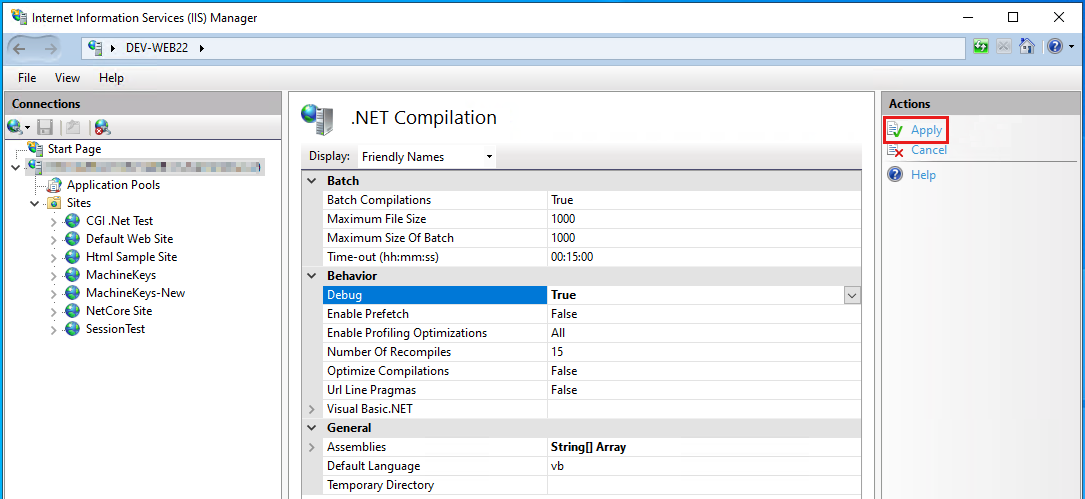 Internet Information Services (IIS) Manager
DEV-WEB22
File View Help
Connections
Start Page
Application Pools
Sites
CGI .Net Test
Default Web Site
Html Sample Site
MachineKeys
MachineKeys-New
NetCore Site
SessionTest
.NET Compilation
Display: Friendly Names
Batch
Batch Compilations True
Maximum File Size 1000
Maximum Size Of Batch 1000
Time-out (hh:mm:ss) 00:15:00
Behavior
Debug True
Enable Prefetch False
Enable Profiling Optimizations All
Number Of Recompiles 15
Optimize Compilations False
Url Line Pragmas False
Visual Basic.NET
General
Assemblies String[] Array
Default Language vb
Temporary Directory
Actions
Apply
Cancel
Help